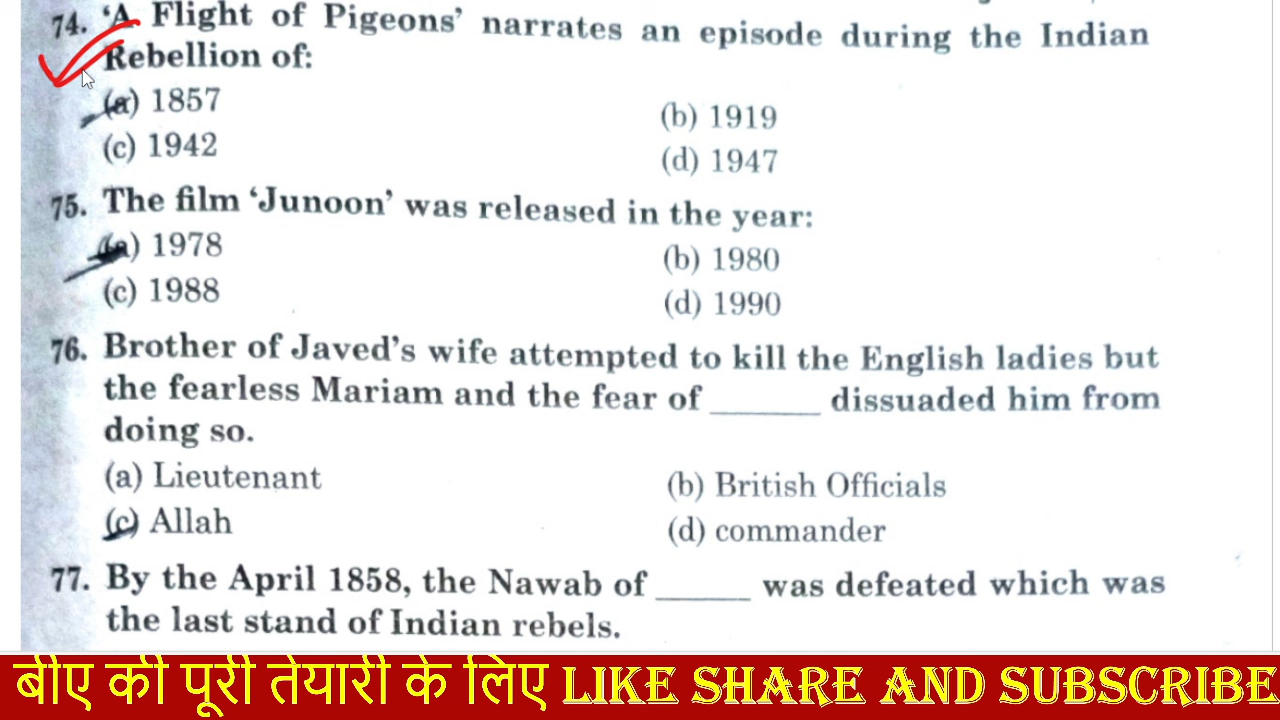 74. ‘A Flight of Pigeons’ narrates an episode during the Indian
Rebellion of:
(a) 1857
(b) 1919
(c) 1942
(d) 1947
75. The film ‘Junoon’ was released in the year:
(a) 1978
(b) 1980
(c) 1988
(d) 1990
76. Brother of Javed’s wife attempted to kill the English ladies but
the fearless Mariam and the fear of ______ dissuaded him from
doing so.
(a) Lieutenant
(b) British Officials
(c) Allah
(d) commander
77. By the April 1858, the Nawab of ______ was defeated which was
the last stand of Indian rebels.
बीए की पूरी तेयारी के लिए LIKE SHARE AND SUBSCRIBE